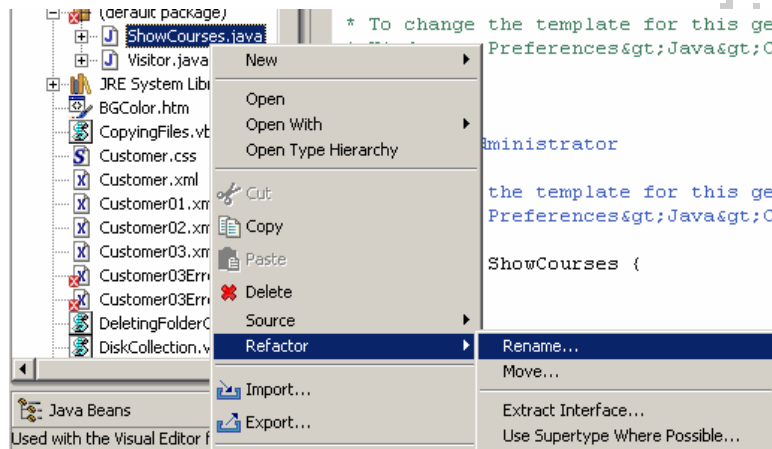 (default package)
ShowCourses.java
Visitor.java
JRE System Libr
BGColor.htm
CopyingFiles.vb
Customer.css
Customer.xml
Customer01.xm
Customer02.xm
Customer03.xm
Customer03Erro
Customer03Erro
DeletingFolderC
DiskCollection.v
Java Beans
Used with the Visual Editor f
New
Open
Open With
Open Type Hierarchy
Cut
Copy
Paste
Delete
Source
Refactor
Import...
Export...
Rename...
Move...
Extract Interface...
Use Supertype Where Possible...
* To change the template for this ge
Preferences&gt;Java&gt;C
dministrator
the template for this ge
Preferences&gt;Java&gt;C
ShowCourses {